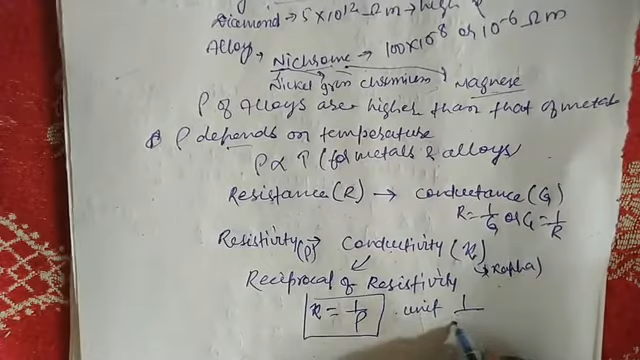 Diamond → 5 × 10¹² Ωm → high ρ
Alloy, Nichrome → 100×10⁻⁸ or 10⁻⁶ Ωm
Nickel iron chromium magnese
ρ of Alloys are higher than that of metals
ρ depends on temperature
ρ ∝ T (for metals & alloys
Resistance (R) → conductance (G)
R = 1/G or G = 1/R
Resistivity (ρ) → conductivity (κ)
kapha)
Reciprocal of Resistivity
κ = 1/ρ . unit 1